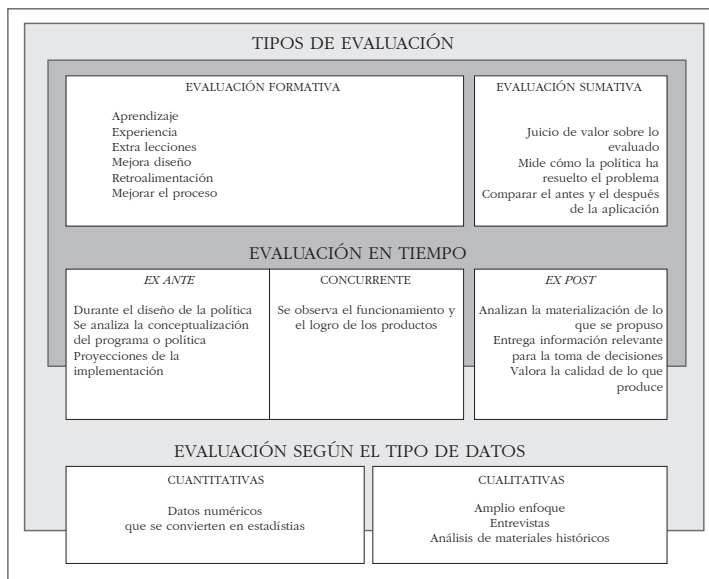 TIPOS DE EVALUACIÓN
EVALUACIÓN FORMATIVA
Aprendizaje
Experiencia
Extra lecciones
Mejora diseño
Retroalimentación
Mejorar el proceso
EVALUACIÓN SUMATIVA
Juicio de valor sobre lo
evaluado
Mide cómo la política ha
resuelto el problema
Comparar el antes y el después
de la aplicación
EVALUACIÓN EN TIEMPO
EX ANTE
Durante el diseño de la política
Se analiza la conceptualización
del programa o política
Proyecciones de la
implementación
CONCURRENTE
Se observa el funcionamiento y
el logro de los productos
EX POST
Analizan la materialización de lo
que se propuso
Entrega información relevante
para la toma de decisiones
Valora la calidad de lo que
produce
EVALUACIÓN SEGÚN EL TIPO DE DATOS
CUANTITATIVAS
Datos numéricos
que se convierten en estadístias
CUALITATIVAS
Amplio enfoque
Entrevistas
Análisis de materiales históricos